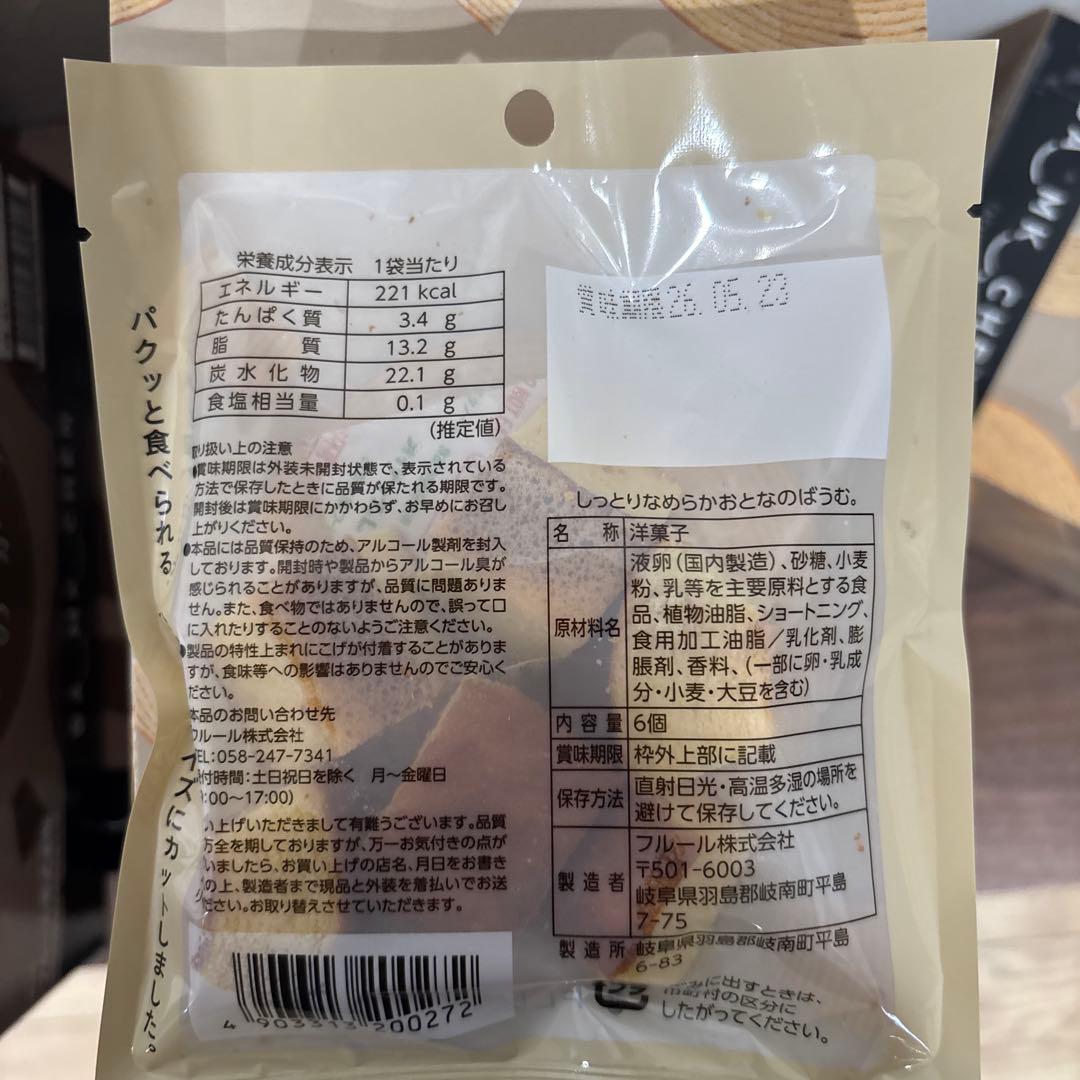 栄養成分表示 1袋当たり
エネルギー 221 kcal
たんぱく質 3.4 g
脂質 13.2 g
炭水化物 22.1 g
食塩相当量 0.1 g
(推定値)
り扱い上の注意
●賞味期限は外装未開封状態で、表示されている
方法で保存したときに品質が保たれる期限です。
開封後は賞味期限にかかわらず、お早めにお召し
上がりください。
●本品には品質保持のため、アルコール製剤を封入
しております。開封時や製品からアルコール臭が
感じられることがありますが、品質に問題ありま
せん。また、食べ物ではありませんので、誤って口
に入れたりすることのないようご注意ください。
●製品の特性上まれにこげが付着することがありま
すが、食味等への影響はありませんのでご安心く
ださい。
本品のお問い合わせ先
フルール株式会社
TEL:058-247-7341
付時間:土日祝日を除く 月〜金曜日
:00〜17:00)
い上げいただきまして有難うございます。品質
万全を期しておりますが、万一お気付きの点が
いましたら、お買い上げの店名、月日をお書き
の上、製造者まで現品と外装を着払いでお送
ださい。お取り替えさせていただきます。
4 903313 200272
賞味期限26.05.23
しっとりなめらかおとなのばうむ。
名称 洋菓子
原材料名 液卵(国内製造)、砂糖、小麦
粉、乳等を主要原料とする食
品、植物油脂、ショートニング、
食用加工油脂/乳化剤、膨
脹剤、香料、(一部に卵・乳成
分・小麦・大豆を含む)
内容量 6個
賞味期限 枠外上部に記載
保存方法 直射日光・高温多湿の場所を
避けて保存してください。
製造者 フルール株式会社
〒501-6003
岐阜県羽島郡岐南町平島
7-75
製造所 岐阜県羽島郡岐南町平島
6-83
に出すときは、
市町村の区分に
したがってください。
パクッと食べられる
イズにカットしました。